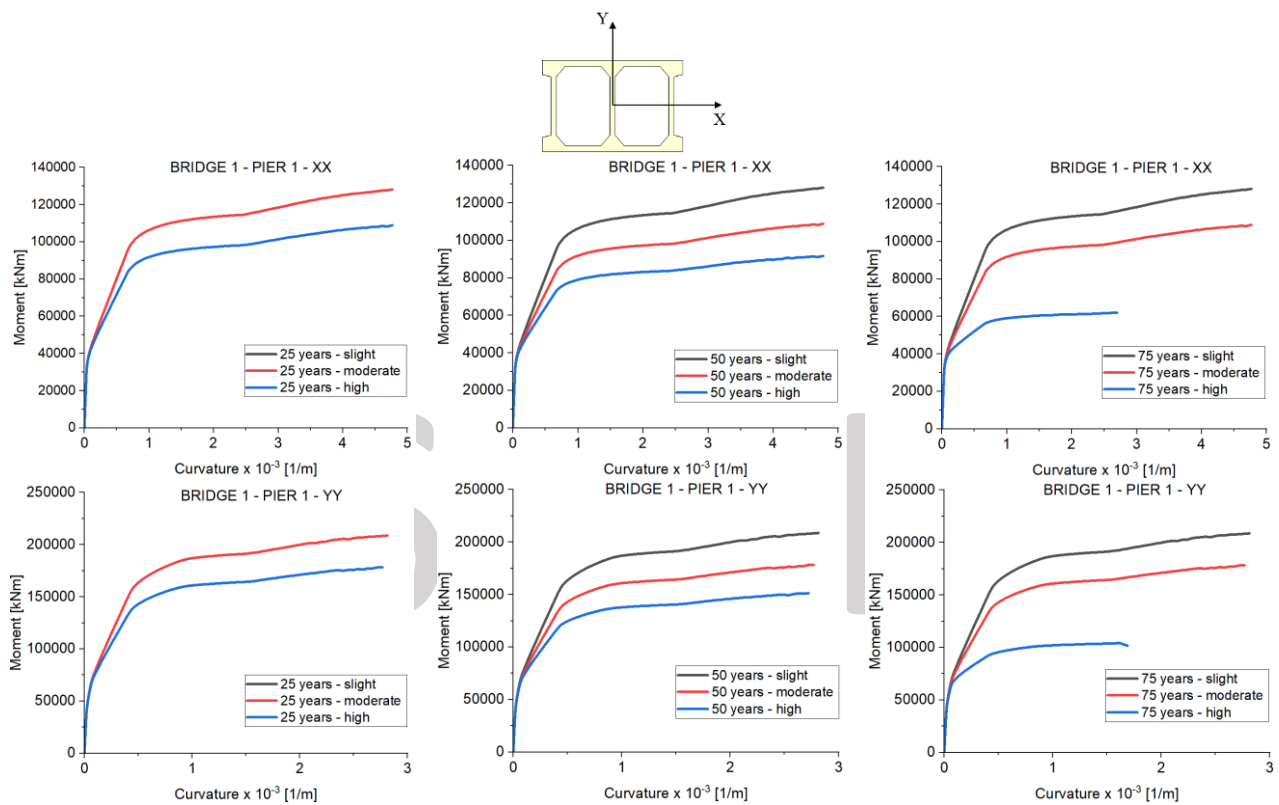 Y
X
BRIDGE 1 - PIER 1 - XX
140000
120000
100000
80000
60000
40000
20000
0
Moment [kNm]
25 years - slight
25 years - moderate
25 years - high
0 1 2 3 4 5
Curvature x 10⁻³ [1/m]
BRIDGE 1 - PIER 1 - XX
140000
120000
100000
80000
60000
40000
20000
0
Moment [kNm]
50 years - slight
50 years - moderate
50 years - high
0 1 2 3 4 5
Curvature x 10⁻³ [1/m]
BRIDGE 1 - PIER 1 - XX
140000
120000
100000
80000
60000
40000
20000
0
Moment [kNm]
75 years - slight
75 years - moderate
75 years - high
0 1 2 3 4 5
Curvature x 10⁻³ [1/m]
BRIDGE 1 - PIER 1 - YY
250000
200000
150000
100000
50000
0
Moment [kNm]
25 years - slight
25 years - moderate
25 years - high
0 1 2 3
Curvature x 10⁻³ [1/m]
BRIDGE 1 - PIER 1 - YY
250000
200000
150000
100000
50000
0
Moment [kNm]
50 years - slight
50 years - moderate
50 years - high
0 1 2 3
Curvature x 10⁻³ [1/m]
BRIDGE 1 - PIER 1 - YY
250000
200000
150000
100000
50000
0
Moment [kNm]
75 years - slight
75 years - moderate
75 years - high
0 1 2 3
Curvature x 10⁻³ [1/m]